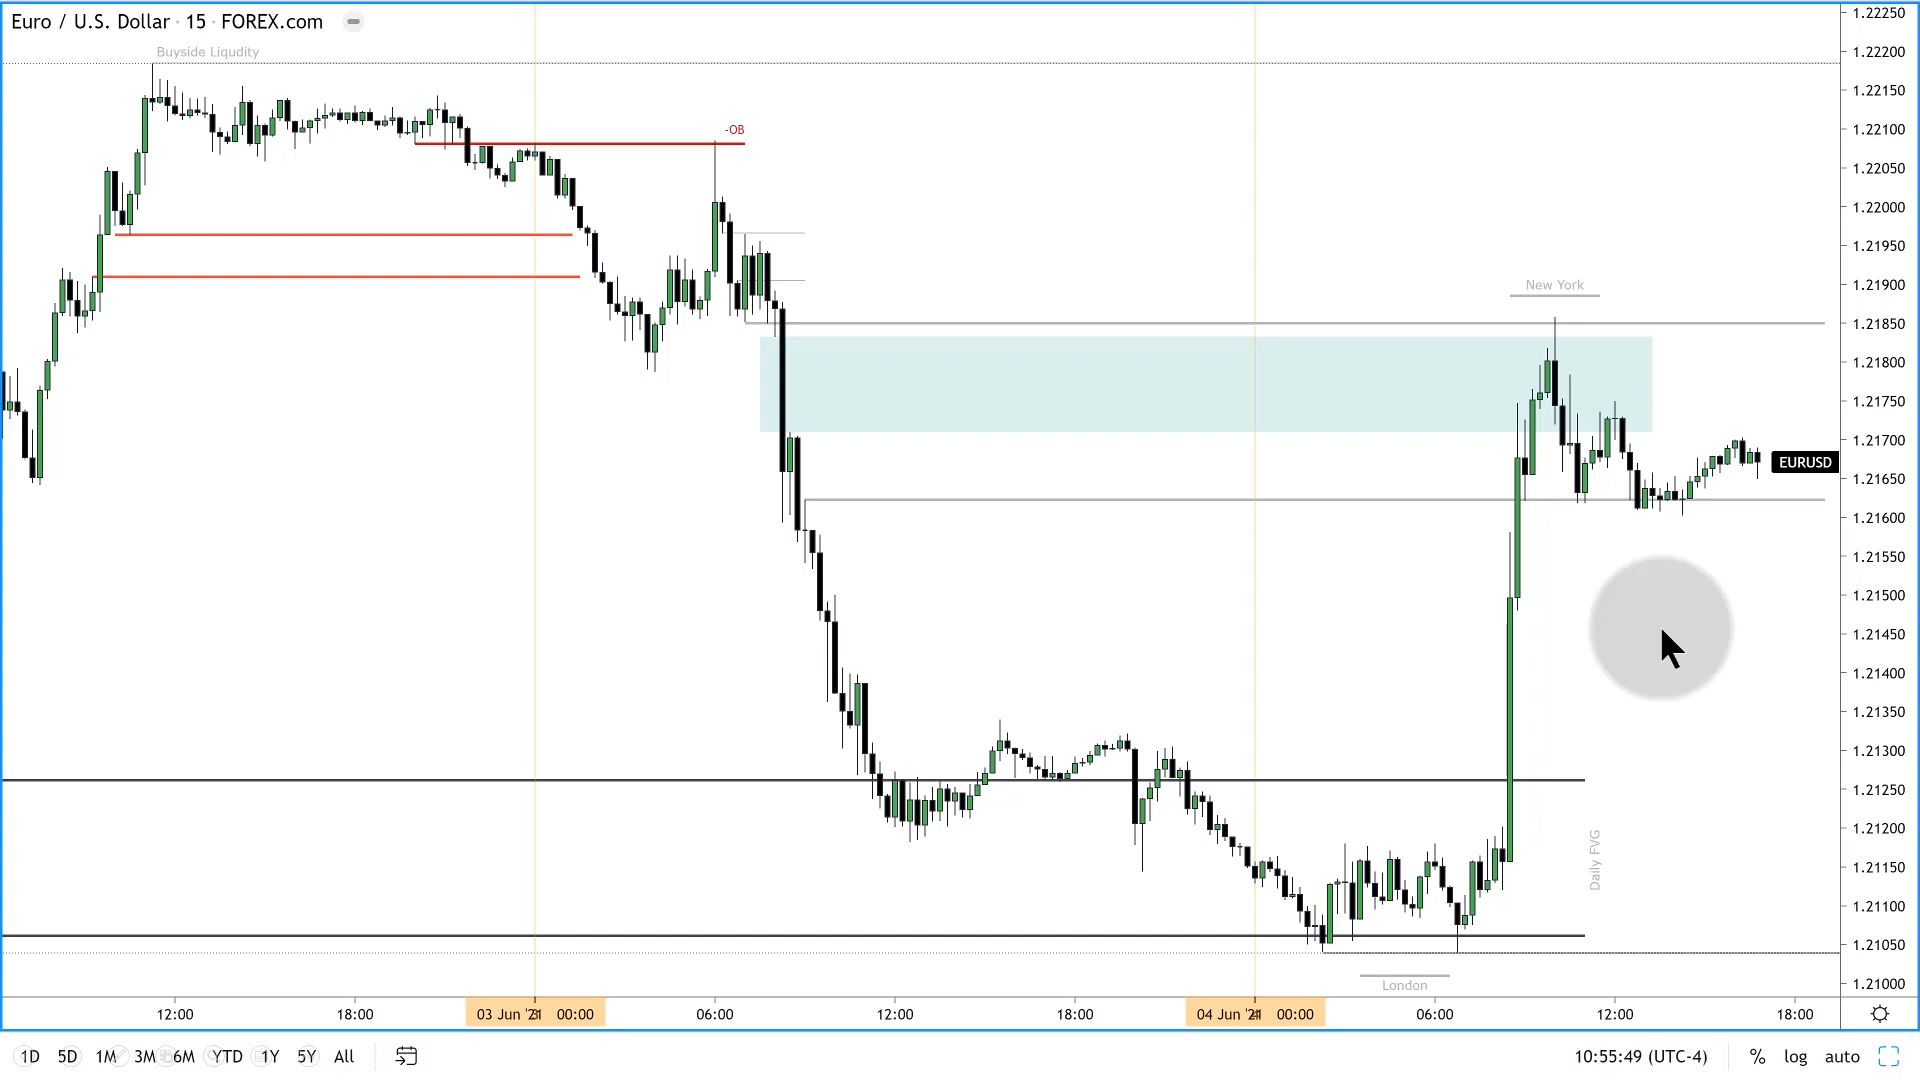 Euro / U.S. Dollar · 15 · FOREX.com
Buyside Liqudity
-OB
New York
EURUSD
Daily FVG
London
1.22250
1.22200
1.22150
1.22100
1.22050
1.22000
1.21950
1.21900
1.21850
1.21800
1.21750
1.21700
1.21650
1.21600
1.21550
1.21500
1.21450
1.21400
1.21350
1.21300
1.21250
1.21200
1.21150
1.21100
1.21050
1.21000
12:00 18:00 03 Jun '21 00:00 06:00 12:00 18:00 04 Jun '21 00:00 06:00 12:00 18:00
1D 5D 1M 3M 6M YTD 1Y 5Y All 10:55:49 (UTC-4) % log auto